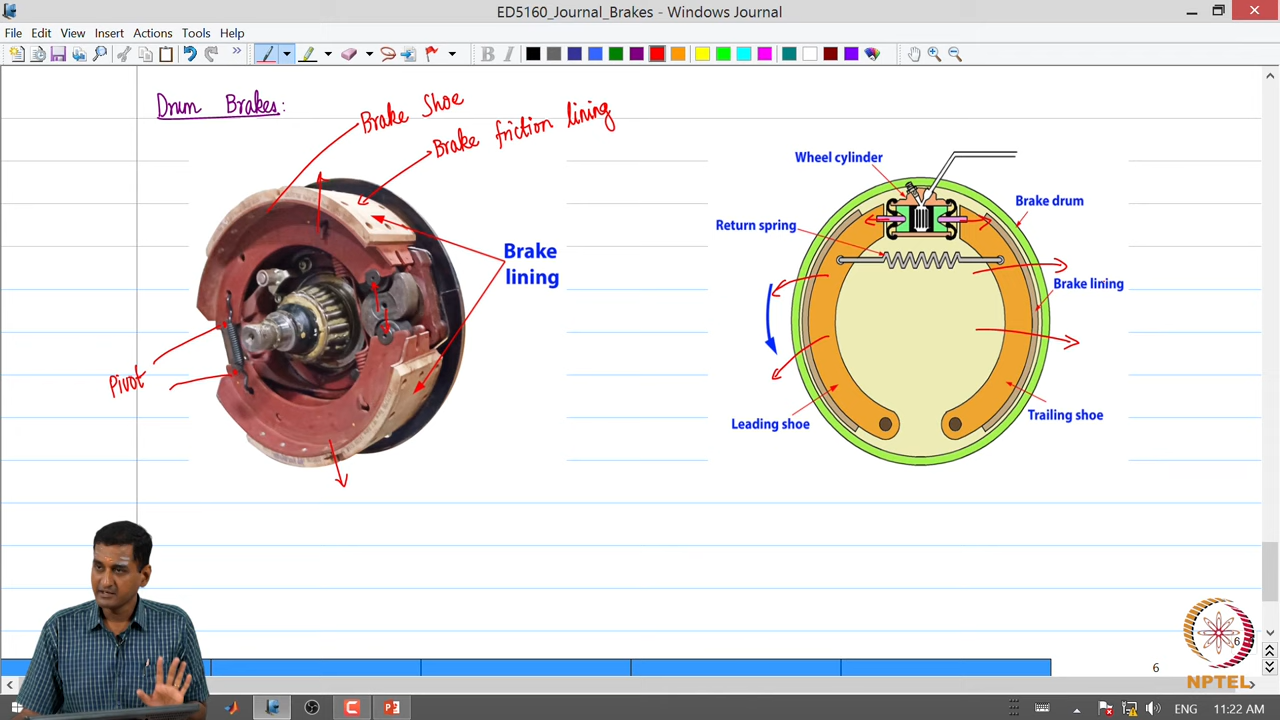 ED5160_Journal_Brakes - Windows Journal
File Edit View Insert Actions Tools Help
B I
Drum Brakes:
Brake Shoe
Brake friction lining
Brake
lining
Pivot
Wheel cylinder
Brake drum
Return spring
Brake lining
Leading shoe
Trailing shoe
6
6
NPTEL
ENG 11:22 AM